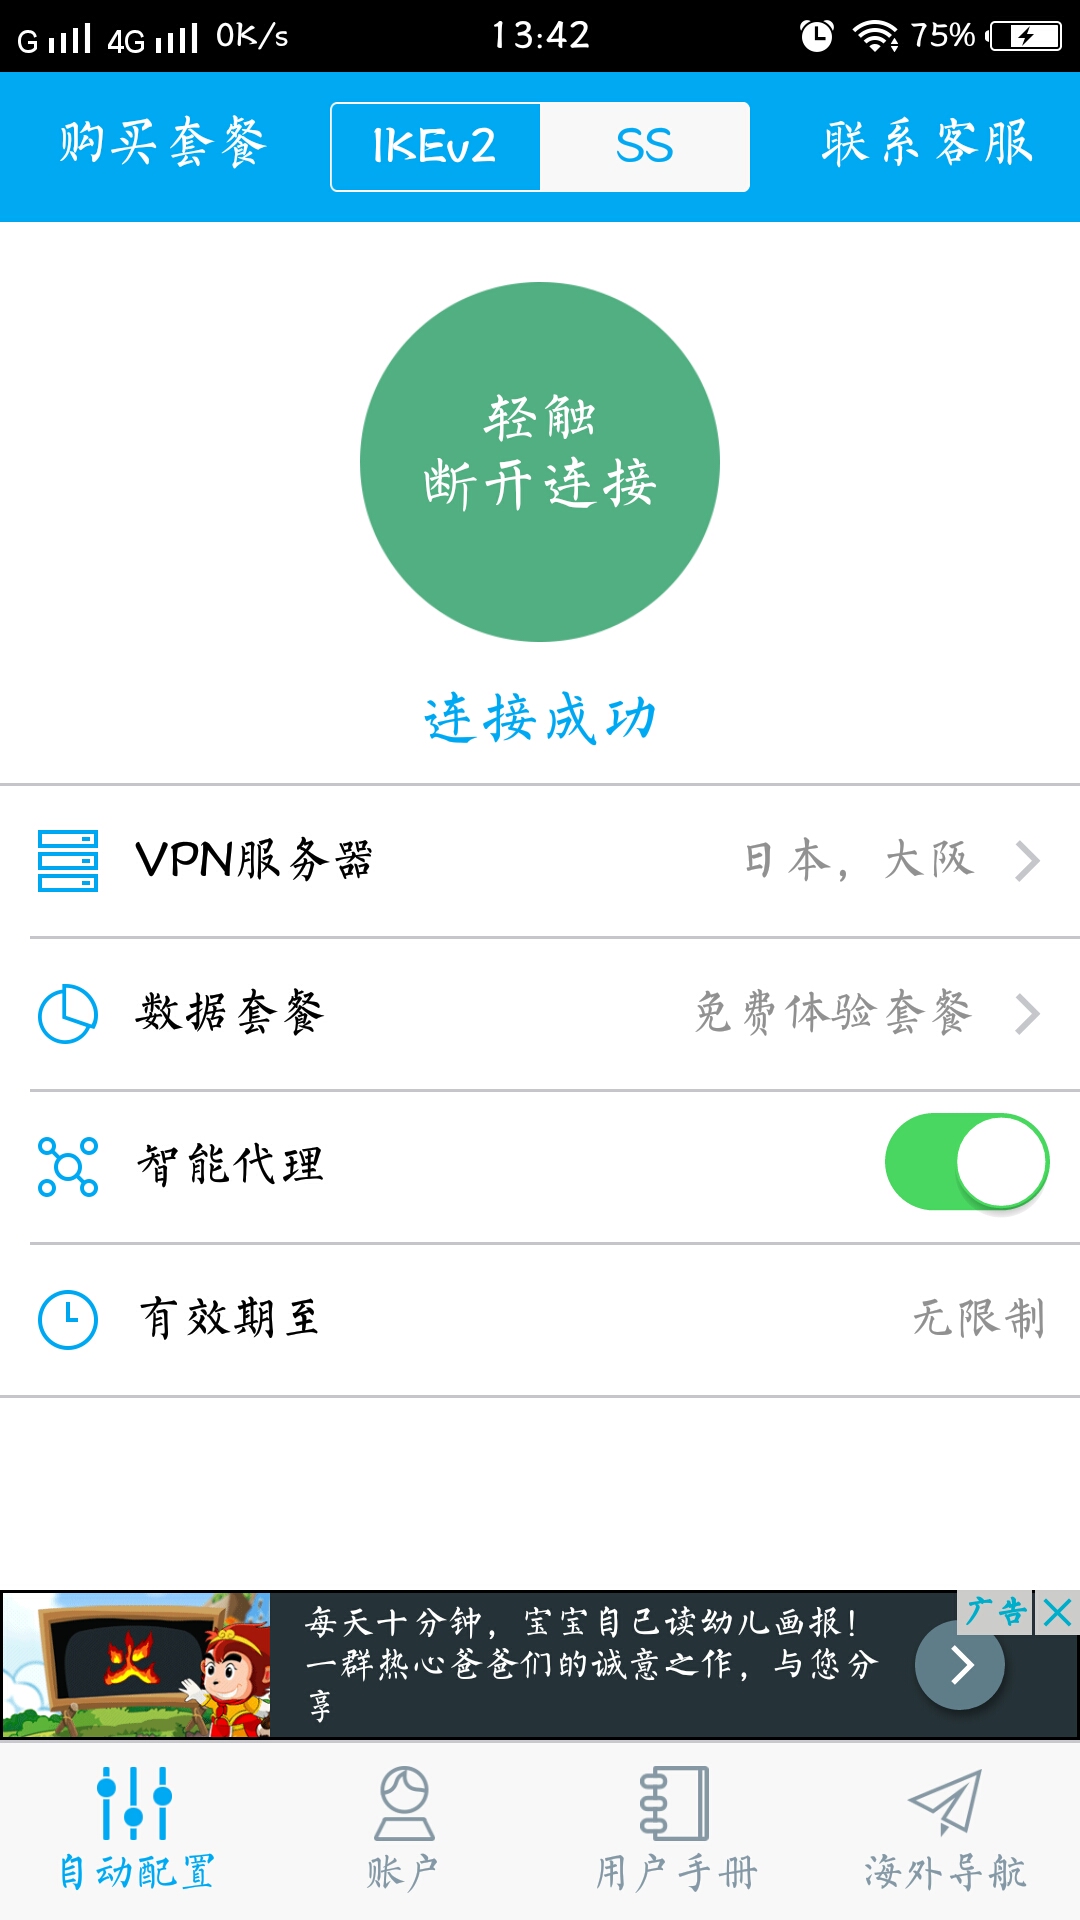 G 4G 0K/s 13:42 75%
购买套餐 IKEv2 SS 联系客服
轻触
断开连接
连接成功
VPN服务器 日本，大阪
数据套餐 免费体验套餐
智能代理
有效期至 无限制
火
每天十分钟，宝宝自己读幼儿画报！
一群热心爸爸们的诚意之作，与您分
享
广告
自动配置 账户 用户手册 海外导航